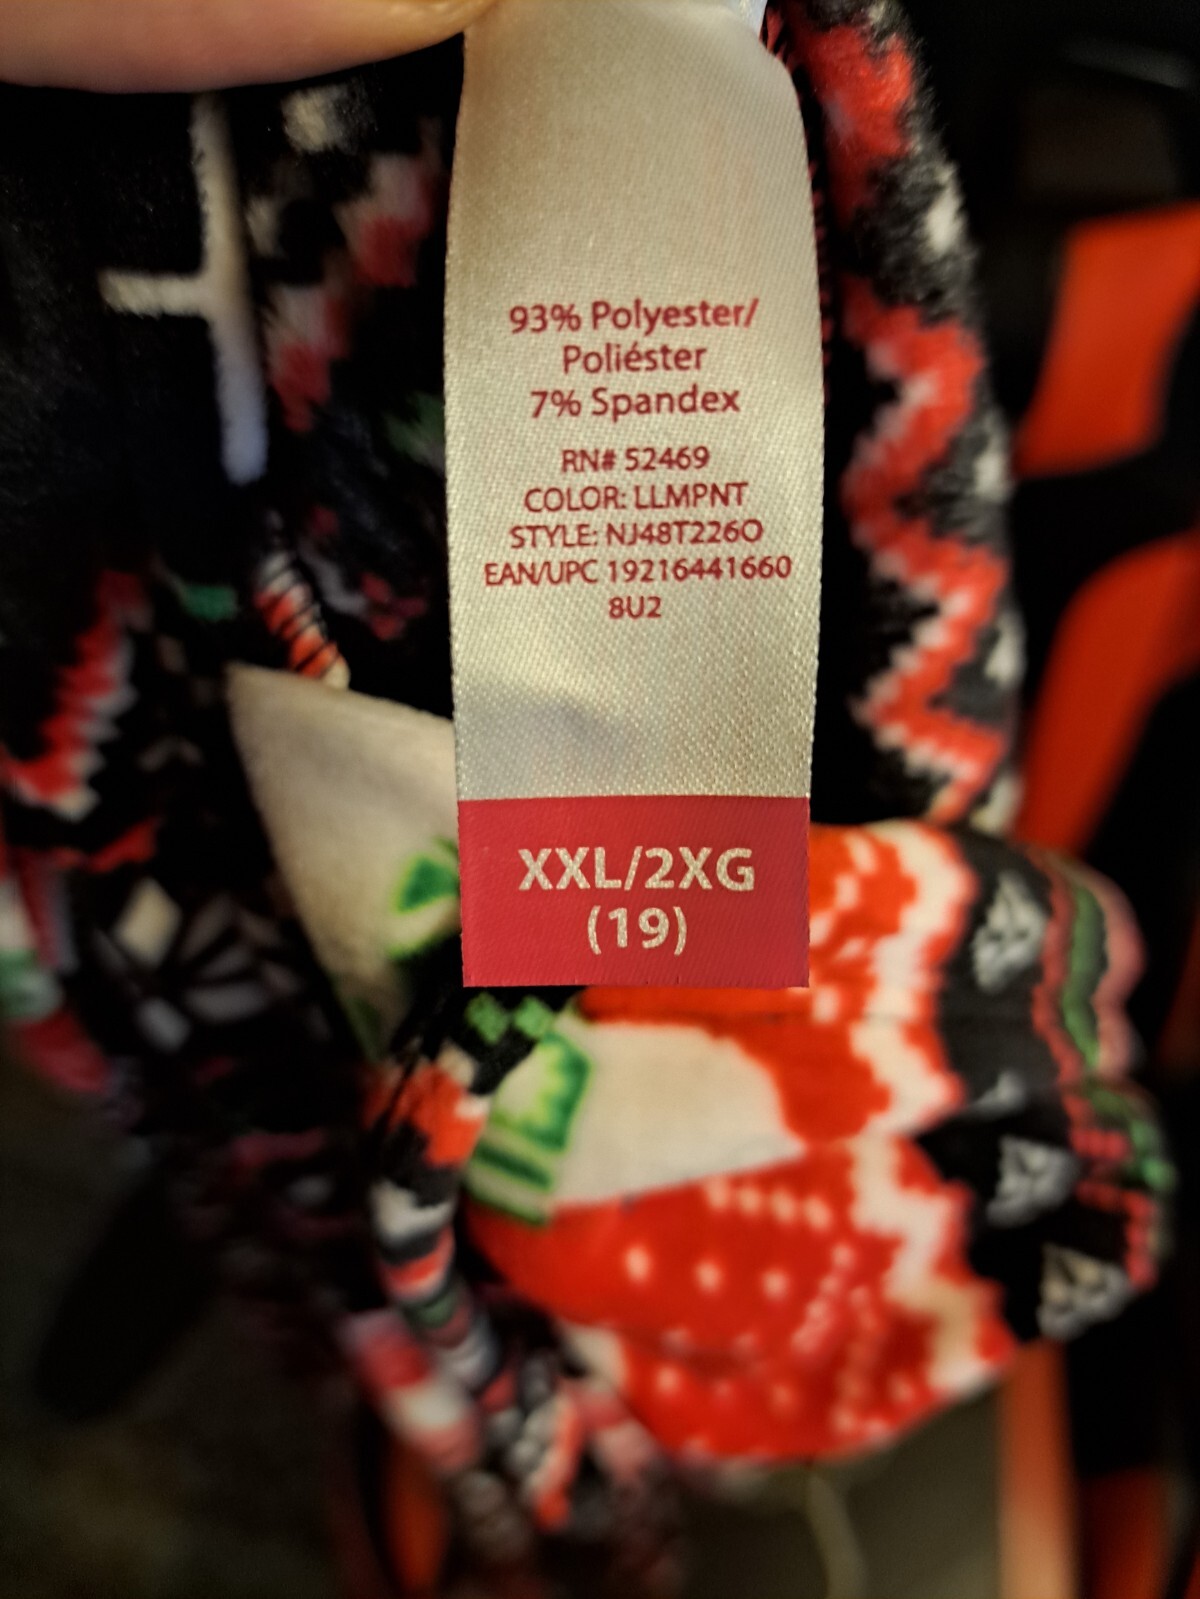 93% Polyester/
Poliéster
7% Spandex
RN# 52469
COLOR: LLMPNT
STYLE: NJ48T226O
EAN/UPC 19216441660
8U2
XXL/2XG
(19)